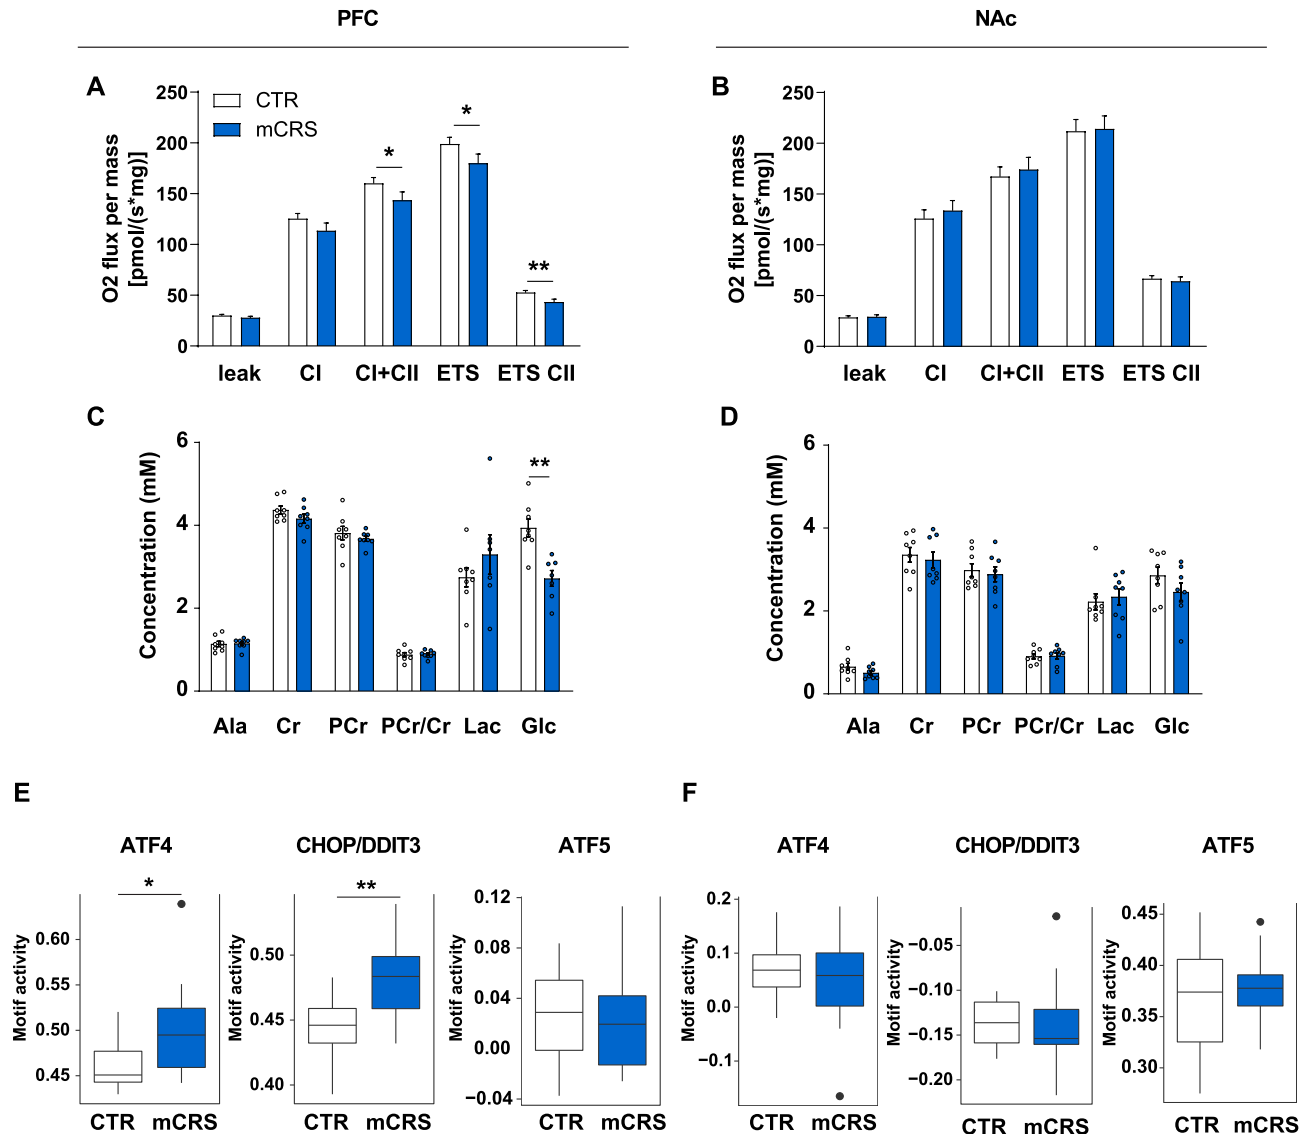 PFC
NAc
A
O2 flux per mass
[pmol/(s*mg)]
250
200
150
100
50
0
CTR
mCRS
*
*
**
leak CI CI+CII ETS ETS CII
B
O2 flux per mass
[pmol/(s*mg)]
250
200
150
100
50
0
leak CI CI+CII ETS ETS CII
C
Concentration (mM)
6
4
2
0
**
Ala Cr PCr PCr/Cr Lac Glc
D
Concentration (mM)
6
4
2
0
Ala Cr PCr PCr/Cr Lac Glc
E
ATF4
Motif activity
0.60
0.55
0.50
0.45
*
CTR mCRS
CHOP/DDIT3
Motif activity
0.50
0.45
0.40
**
CTR mCRS
ATF5
Motif activity
0.12
0.08
0.04
0.00
−0.04
CTR mCRS
F
ATF4
Motif activity
0.2
0.1
0.0
−0.1
CTR mCRS
CHOP/DDIT3
Motif activity
−0.05
−0.10
−0.15
−0.20
CTR mCRS
ATF5
Motif activity
0.45
0.40
0.35
0.30
CTR mCRS